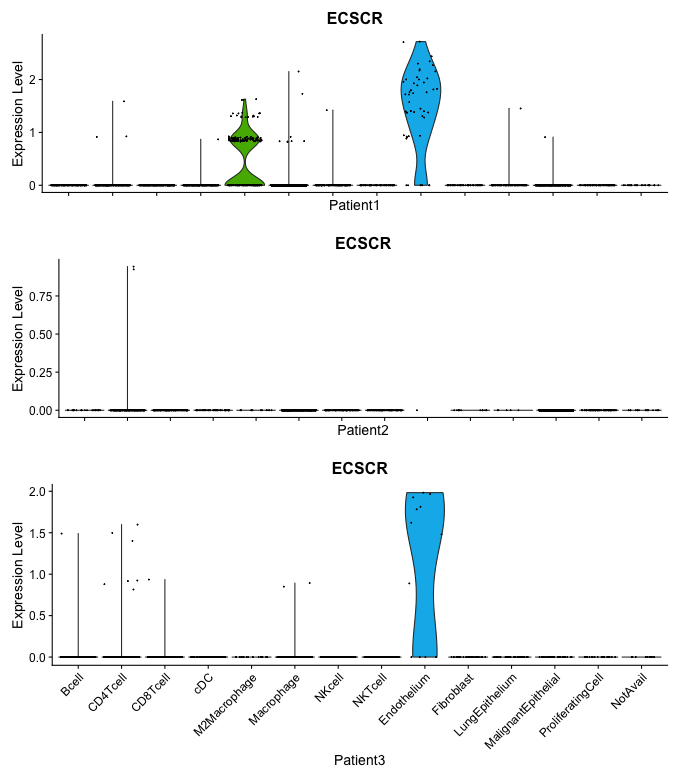 ECSCR
Expression Level
2
1
0
Patient1
ECSCR
Expression Level
0.75
0.50
0.25
0.00
Patient2
ECSCR
Expression Level
2.0
1.5
1.0
0.5
0.0
Bcell
CD4Tcell
CD8Tcell
cDC
M2Macrophage
Macrophage
NKcell
NKTcell
Endothelium
Fibroblast
LungEpithelium
MalignantEpithelial
ProliferatingCell
NotAvail
Patient3